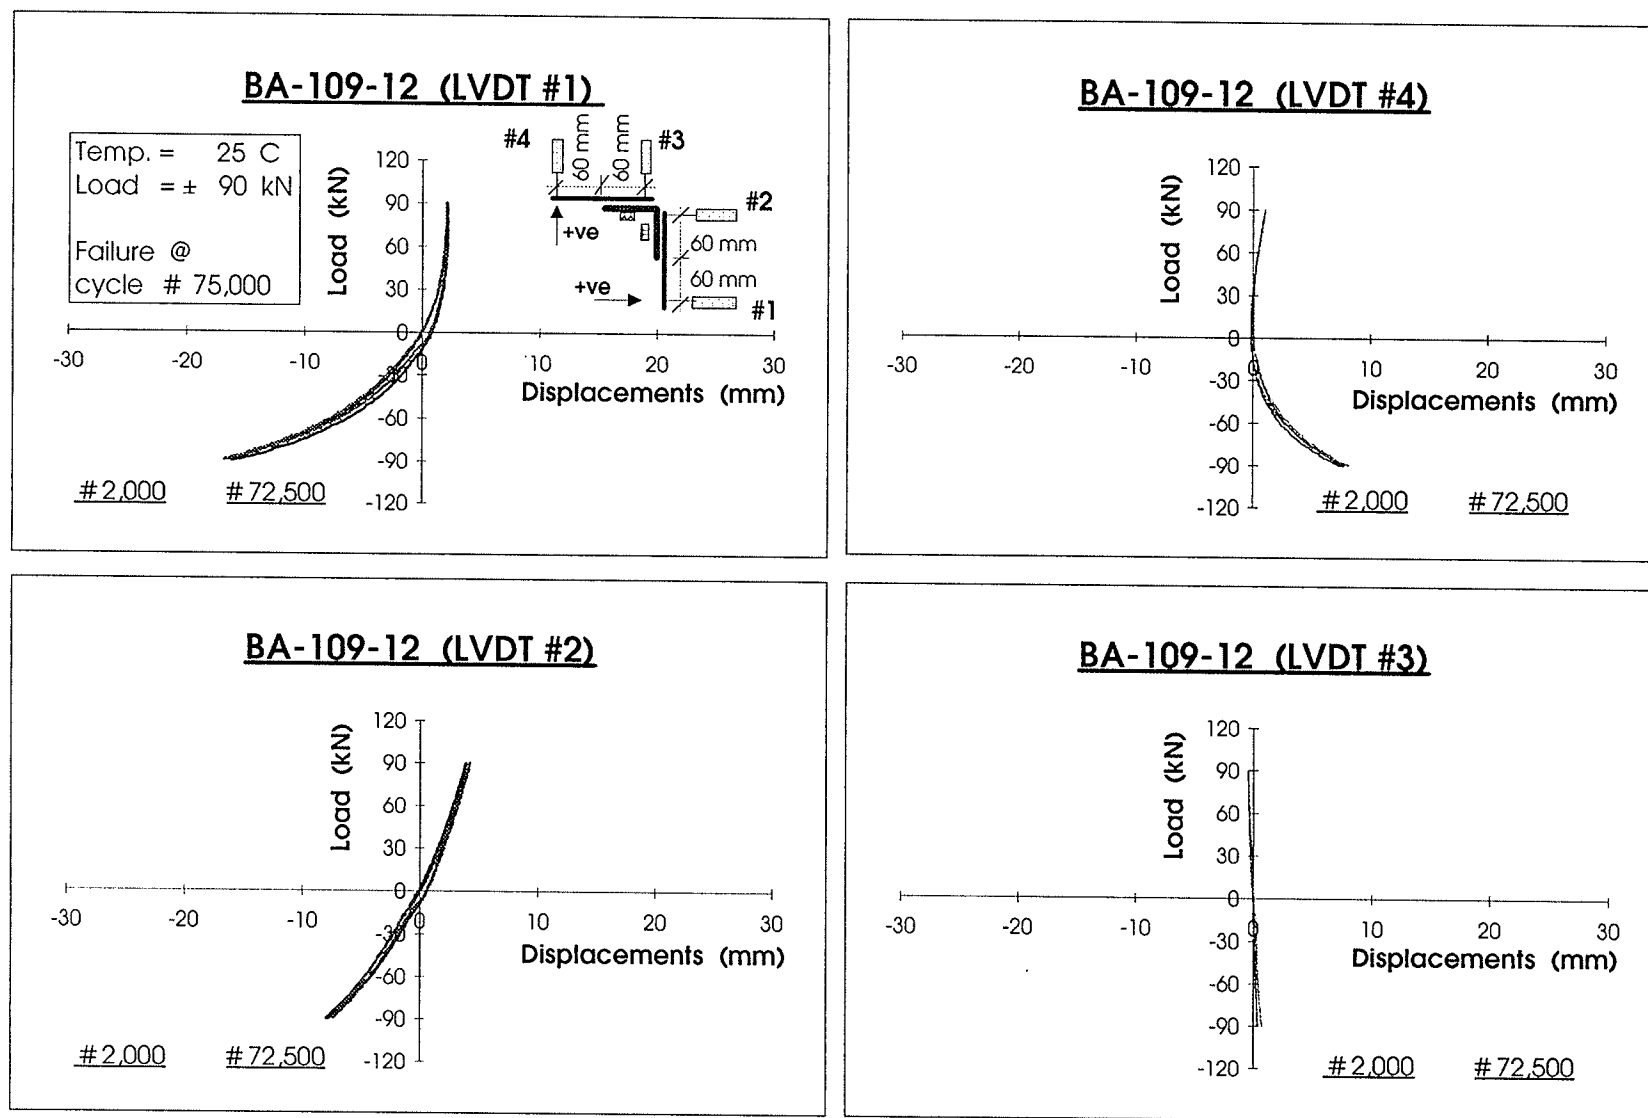 BA-109-12 (LVDT #1)
Temp. = 25 C
Load = ± 90 kN
Failure @
cycle # 75,000
Load (kN)
120
90
60
30
0
-30
-60
-90
-120
-30 -20 -10 0 10 20 30
Displacements (mm)
#4 60 mm 60 mm #3
#2
+ve
60 mm
60 mm
+ve
#1
#2,000 #72,500
BA-109-12 (LVDT #4)
Load (kN)
120
90
60
30
0
-30
-60
-90
-120
-30 -20 -10 0 10 20 30
Displacements (mm)
#2,000 #72,500
BA-109-12 (LVDT #2)
Load (kN)
120
90
60
30
0
-30
-60
-90
-120
-30 -20 -10 0 10 20 30
Displacements (mm)
#2,000 #72,500
BA-109-12 (LVDT #3)
Load (kN)
120
90
60
30
0
-30
-60
-90
-120
-30 -20 -10 0 10 20 30
Displacements (mm)
#2,000 #72,500